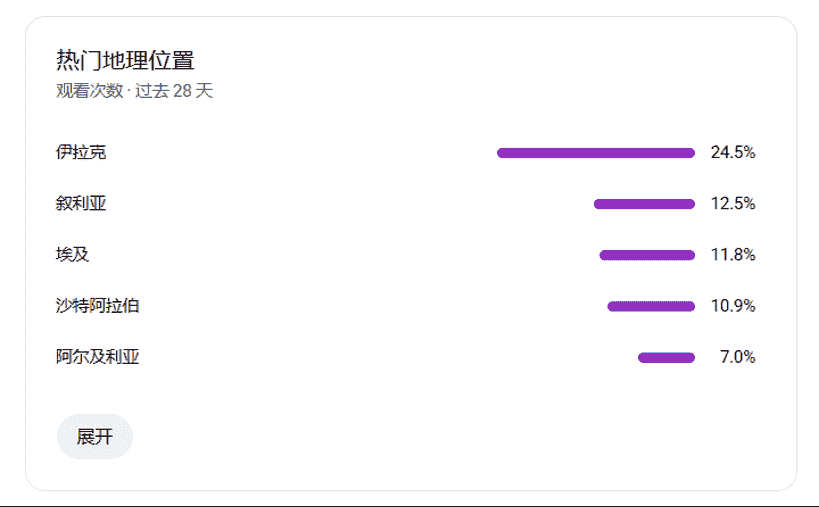 热门地理位置
观看次数 · 过去 28 天
伊拉克 24.5%
叙利亚 12.5%
埃及 11.8%
沙特阿拉伯 10.9%
阿尔及利亚 7.0%
展开